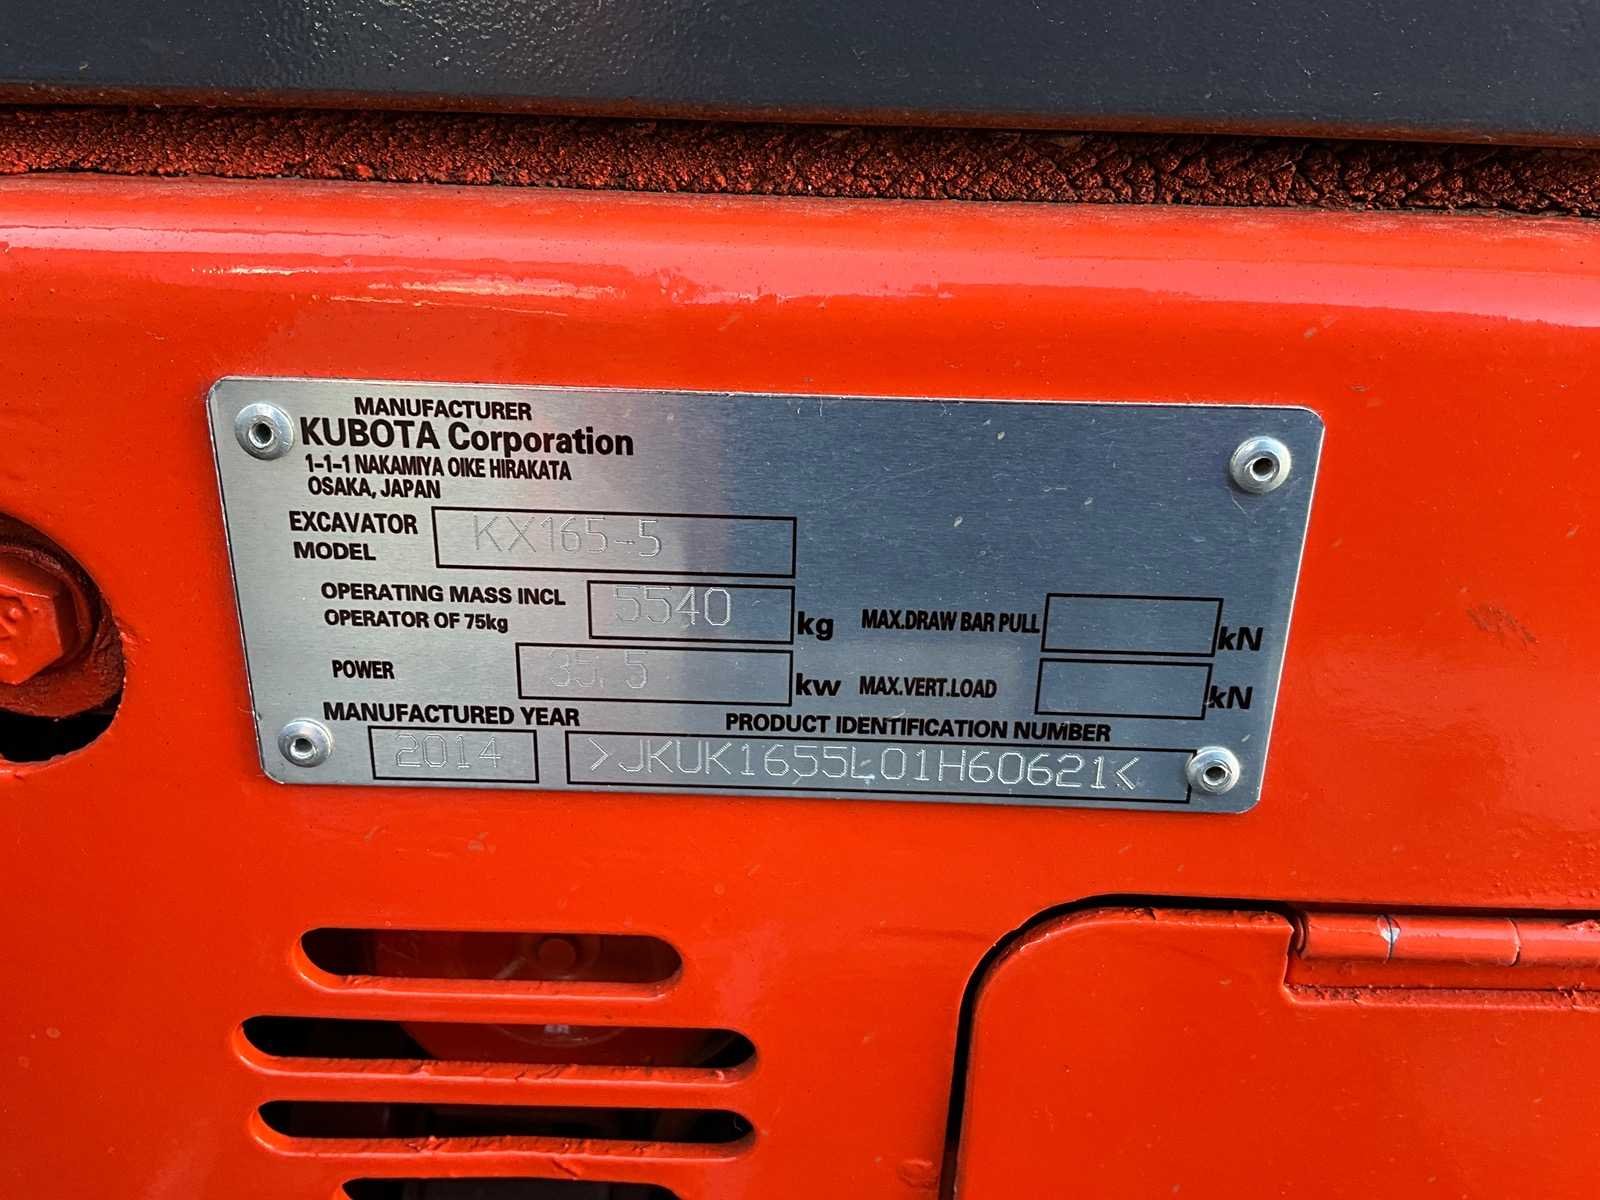 MANUFACTURER
KUBOTA Corporation
1-1-1 NAKAMIYA OIKE HIRAKATA
OSAKA, JAPAN
EXCAVATOR MODEL KX165-5
OPERATING MASS INCL OPERATOR OF 75kg 5540 kg
MAX.DRAW BAR PULL kN
POWER 35.5 kw
MAX.VERT.LOAD kN
MANUFACTURED YEAR
PRODUCT IDENTIFICATION NUMBER
2014
>JKUK1655L01H60621<